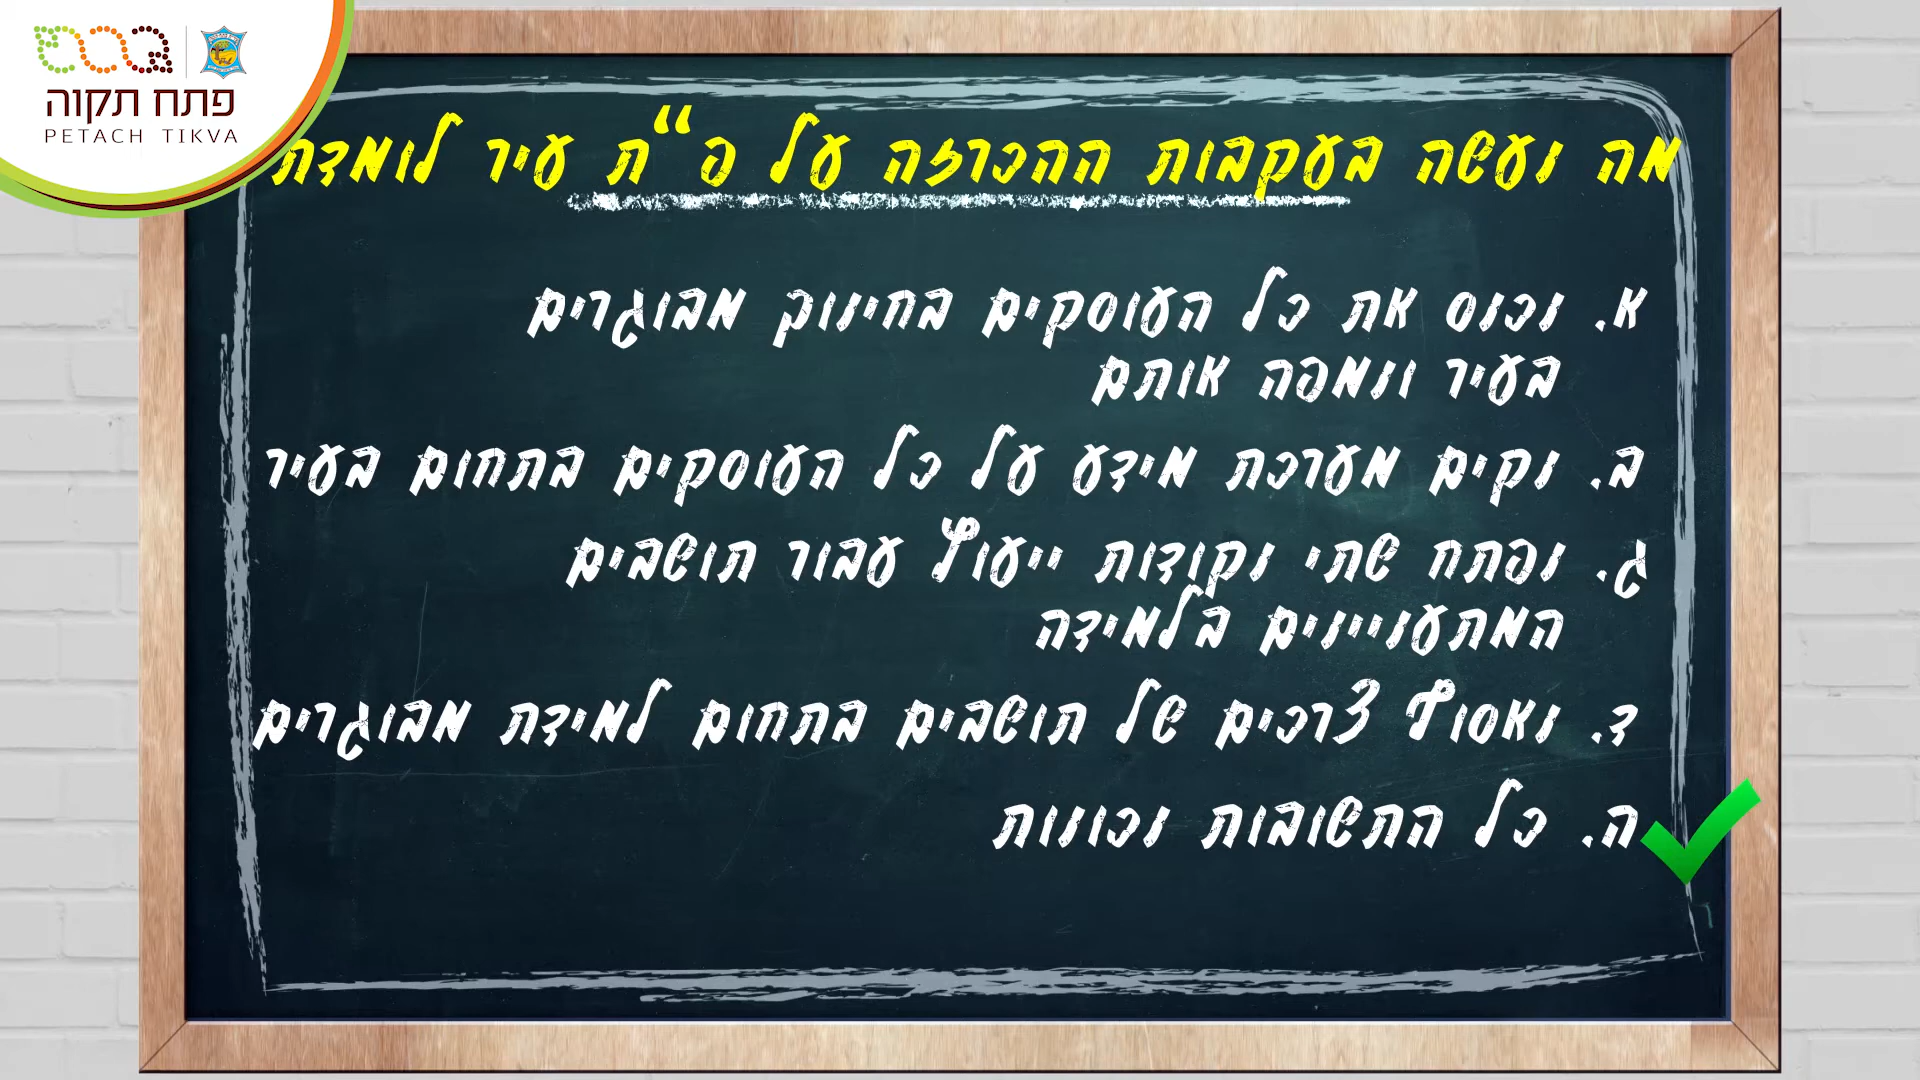 פתח תקוה
PETACH TIKVA
מה נעשה בעקבות ההכרזה על פ"ת עיר לומדת
א. נכנס את כל העוסקים בחינוך מבוגרים
בעיר ונמפה אותם
ב. נקים מערכת מידע על כל העוסקים בתחום בעיר
ג. נפתח שתי נקודות ייעוץ עבור תושבים
המתעניינים בלמידה
ד. נאסוף צרכים של תושבים בתחום למידת מבוגרים
ה. כל התשובות נכונות